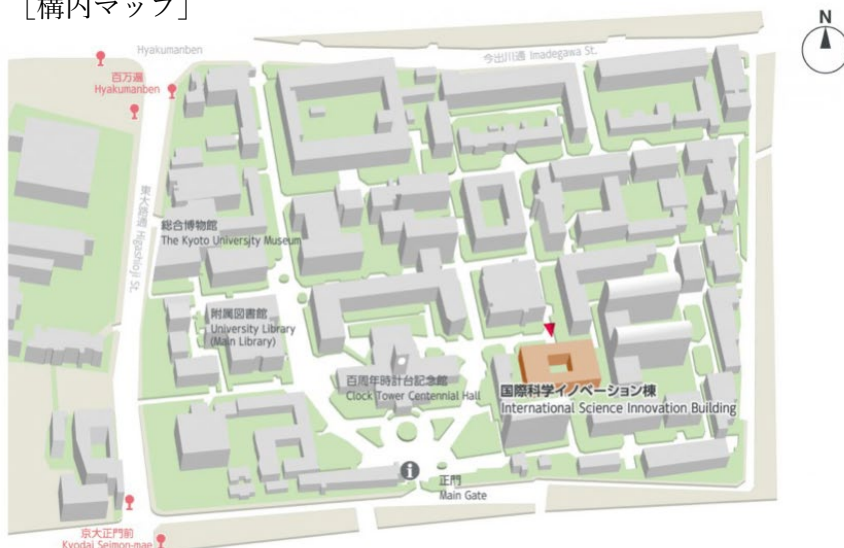 ［構内マップ］
N
Hyakumanben
今出川通 Imadegawa St.
百万遍
Hyakumanben
東大路通 Higashioji St.
総合博物館
The Kyoto University Museum
附属図書館
University Library
(Main Library)
百周年時計台記念館
Clock Tower Centennial Hall
国際科学イノベーション棟
International Science Innovation Building
i
正門
Main Gate
京大正門前
Kyodai Seimon-mae